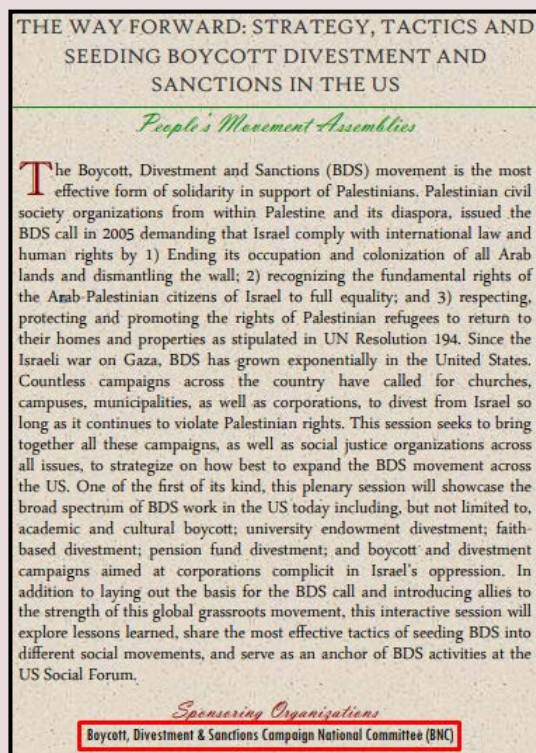 THE WAY FORWARD: STRATEGY, TACTICS AND
SEEDING BOYCOTT DIVESTMENT AND
SANCTIONS IN THE US
People's Movement Assemblies
The Boycott, Divestment and Sanctions (BDS) movement is the most
effective form of solidarity in support of Palestinians. Palestinian civil
society organizations from within Palestine and its diaspora, issued the
BDS call in 2005 demanding that Israel comply with international law and
human rights by 1) Ending its occupation and colonization of all Arab
lands and dismantling the wall; 2) recognizing the fundamental rights of
the Arab-Palestinian citizens of Israel to full equality; and 3) respecting,
protecting and promoting the rights of Palestinian refugees to return to
their homes and properties as stipulated in UN Resolution 194. Since the
Israeli war on Gaza, BDS has grown exponentially in the United States.
Countless campaigns across the country have called for churches,
campuses, municipalities, as well as corporations, to divest from Israel so
long as it continues to violate Palestinian rights. This session seeks to bring
together all these campaigns, as well as social justice organizations across
all issues, to strategize on how best to expand the BDS movement across
the US. One of the first of its kind, this plenary session will showcase the
broad spectrum of BDS work in the US today including, but not limited to,
academic and cultural boycott; university endowment divestment; faith-
based divestment; pension fund divestment; and boycott and divestment
campaigns aimed at corporations complicit in Israel's oppression. In
addition to laying out the basis for the BDS call and introducing allies to
the strength of this global grassroots movement, this interactive session will
explore lessons learned, share the most effective tactics of seeding BDS into
different social movements, and serve as an anchor of BDS activities at the
US Social Forum.
Sponsoring Organizations
Boycott, Divestment & Sanctions Campaign National Committee (BNC)